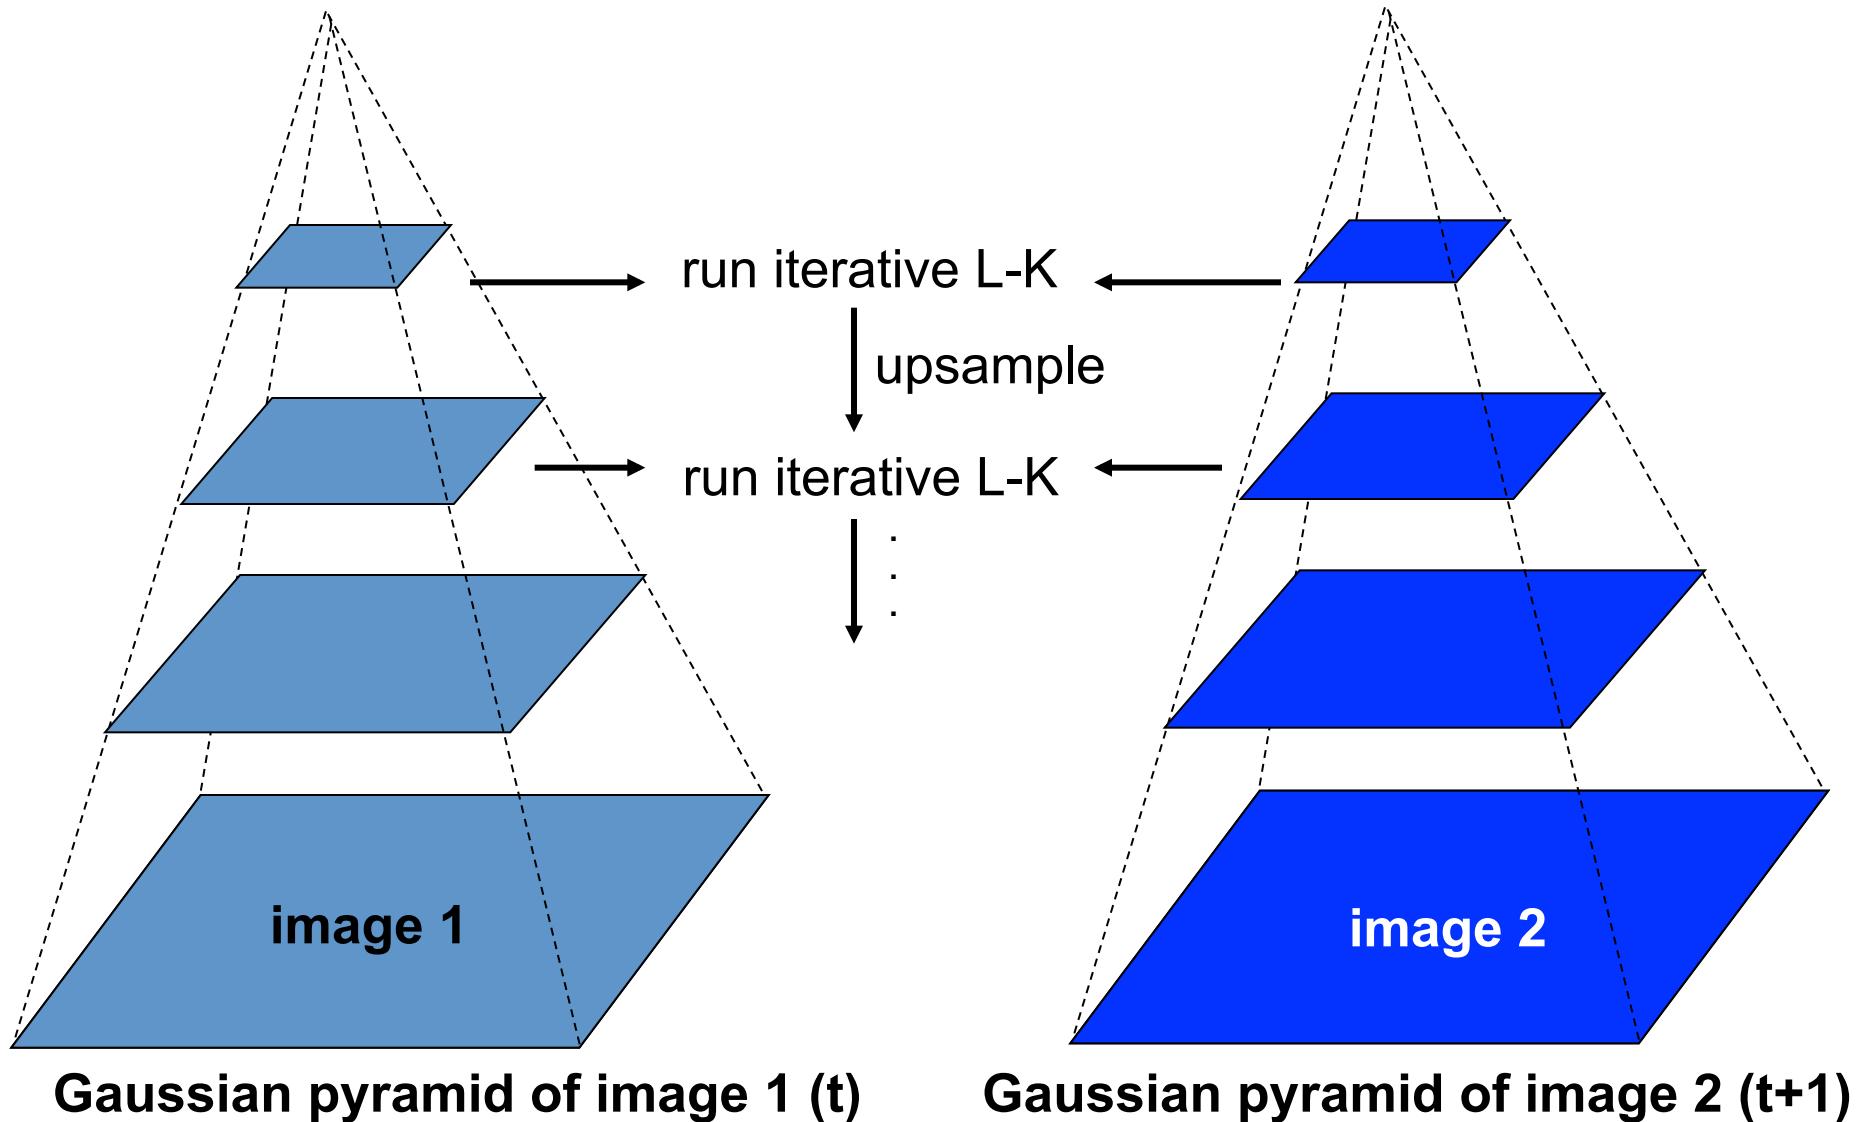 run iterative L-K
upsample
run iterative L-K
.
.
.
image 1
image 2
Gaussian pyramid of image 1 (t)
Gaussian pyramid of image 2 (t+1)